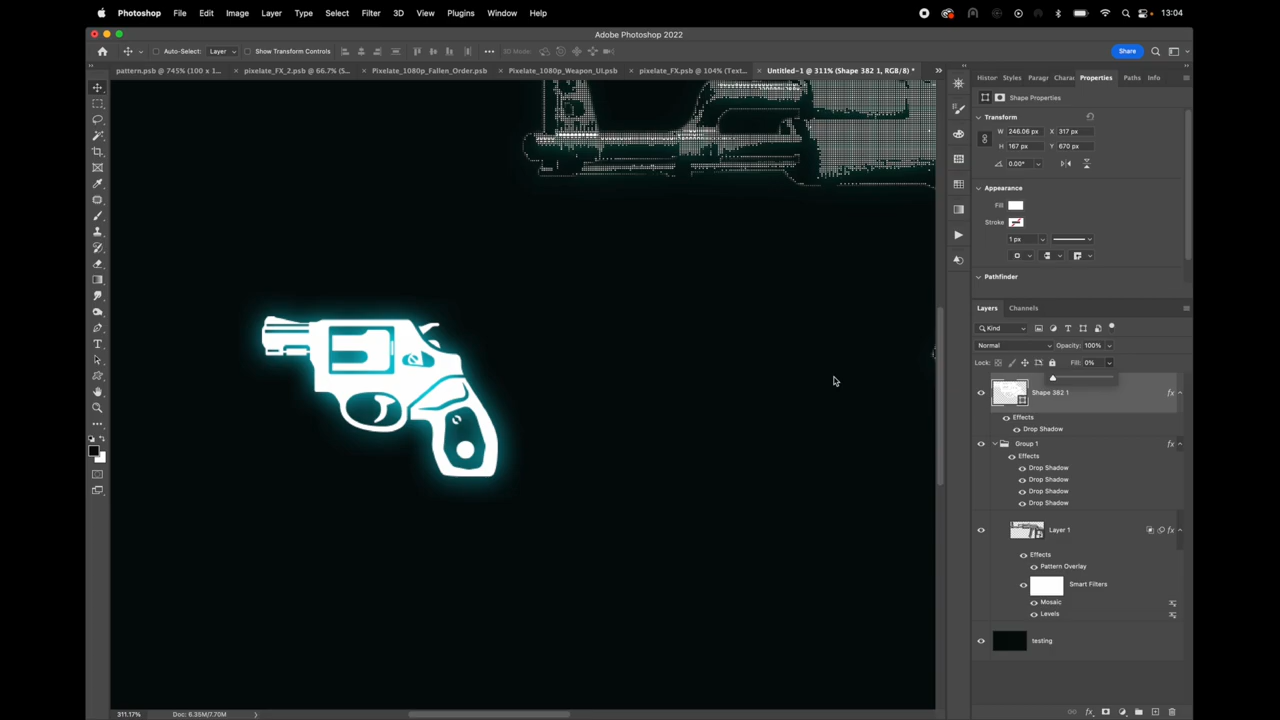 Photoshop File Edit Image Layer Type Select Filter 3D View Plugins Window Help 13:04
Adobe Photoshop 2022
Auto-Select: Layer Show Transform Controls 3D Mode: Share
pattern.psb @ 745% (100 x 1... pixelate_FX_2.psb @ 66.7% (S... Pixelate_1080p_Fallen_Order.psb Pixelate_1080p_Weapon_UI.psb pixelate_FX.psb @ 104% (Text... Untitled-1 @ 311% (Shape 382 1, RGB/8) *
Histor Styles Paragr Charac Properties Paths Info
Shape Properties
Transform
W 246.06 px X 317 px
H 167 px Y 670 px
0.00°
Appearance
Fill
Stroke
1 px
Pathfinder
Layers Channels
Kind
Normal Opacity: 100%
Lock: Fill: 0%
Shape 382 1 fx
Effects
Drop Shadow
Group 1 fx
Effects
Drop Shadow
Drop Shadow
Drop Shadow
Drop Shadow
Layer 1 fx
Effects
Pattern Overlay
Smart Filters
Mosaic
Levels
testing
311.17% Doc: 6.35M/7.70M fx